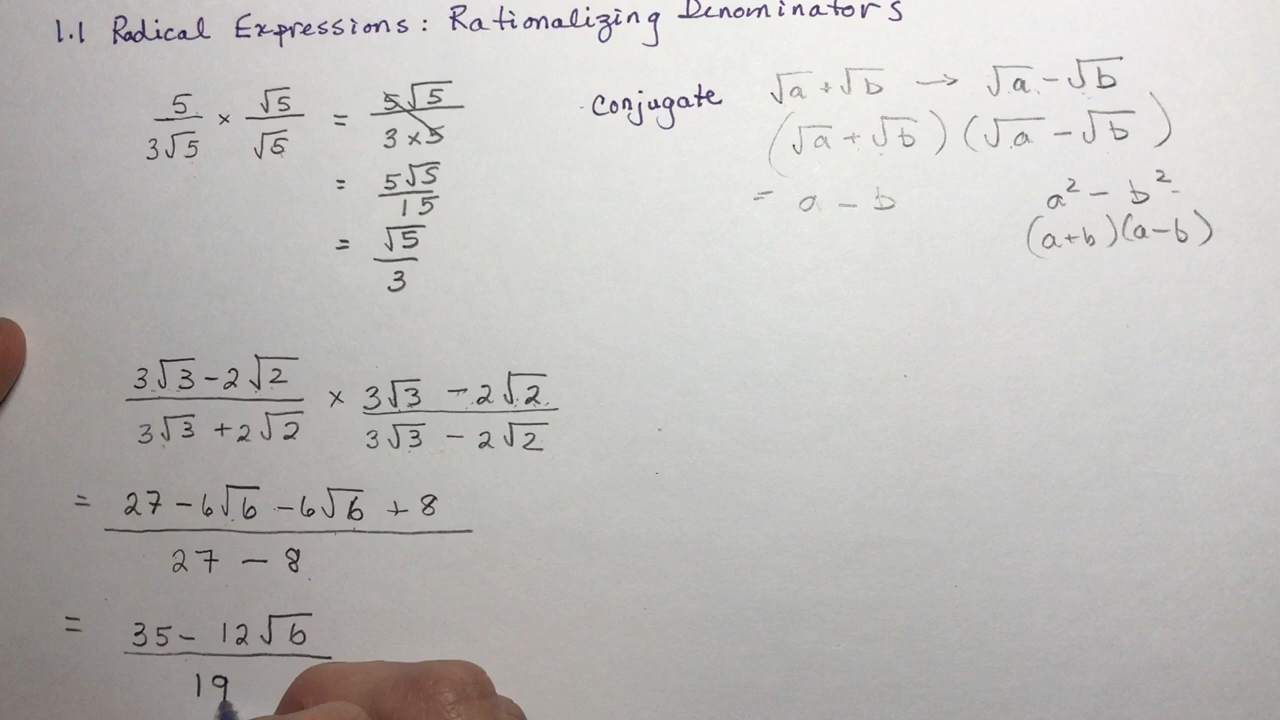 1.1 Radical Expressions: Rationalizing Denominators
5/3√5 × √5/√5 = 5√5/3×5
= 5√5/15
= √5/3
Conjugate √a + √b → √a - √b
(√a + √b)(√a - √b)
= a - b
a² - b²
(a+b)(a-b)
3√3 - 2√2/3√3 + 2√2 × 3√3 - 2√2/3√3 - 2√2
= 27 - 6√6 - 6√6 + 8/27 - 8
= 35 - 12√6/19